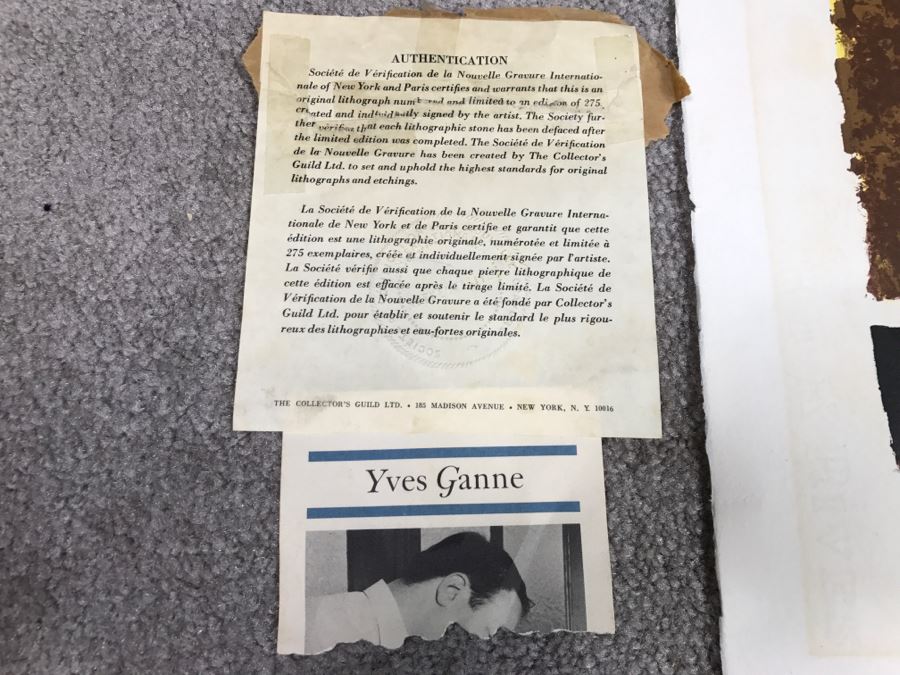 AUTHENTICATION
Société de Vérification de la Nouvelle Gravure Internatio-
nale of New York and Paris certifies and warrants that this is an
original lithograph numbered and limited to an edition of 275,
created and individually signed by the artist. The Society fur-
ther verifies that each lithographic stone has been defaced after
the limited edition was completed. The Société de Vérification
de la Nouvelle Gravure has been created by The Collector's
Guild Ltd. to set and uphold the highest standards for original
lithographs and etchings.
La Société de Vérification de la Nouvelle Gravure Interna-
tionale de New York et de Paris certifie et garantit que cette
édition est une lithographie originale, numérotée et limitée à
275 exemplaires, créée et individuellement signée par l'artiste.
La Société vérifie aussi que chaque pierre lithographique de
cette édition est effacée après le tirage limité. La Société de
Vérification de la Nouvelle Gravure a été fondé par Collector's
Guild Ltd. pour établir et soutenir le standard le plus rigou-
reux des lithographies et eau-fortes originales.
THE COLLECTOR'S GUILD LTD. • 185 MADISON AVENUE • NEW YORK, N. Y. 10016
Yves Ganne